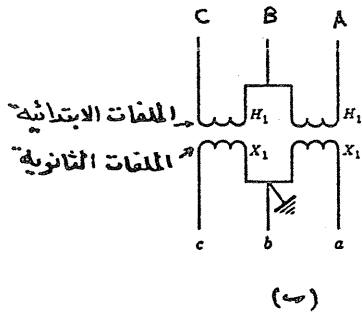 C B A
الملفات الابتدائية H₁ H₁
الملفات الثانوية X₁ X₁
c b a
(ب)